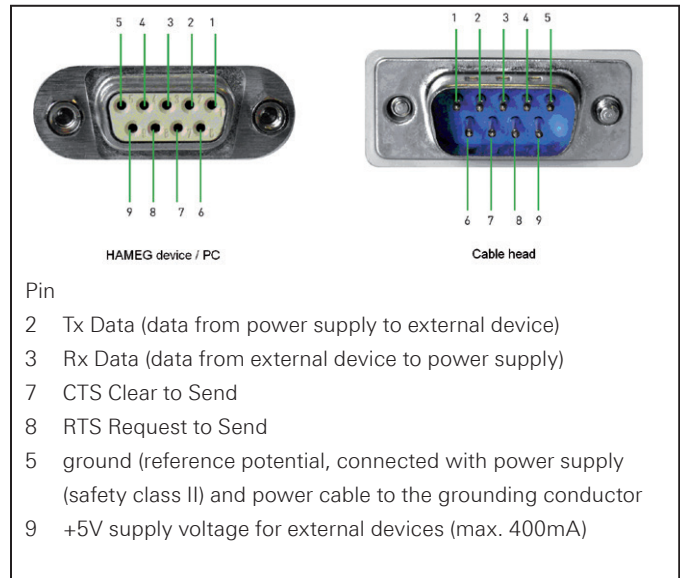 5 4 3 2 1
1 2 3 4 5
9 8 7 6
6 7 8 9
HAMEG device / PC
Cable head
Pin
2 Tx Data (data from power supply to external device)
3 Rx Data (data from external device to power supply)
7 CTS Clear to Send
8 RTS Request to Send
5 ground (reference potential, connected with power supply
(safety class II) and power cable to the grounding conductor
9 +5V supply voltage for external devices (max. 400mA)